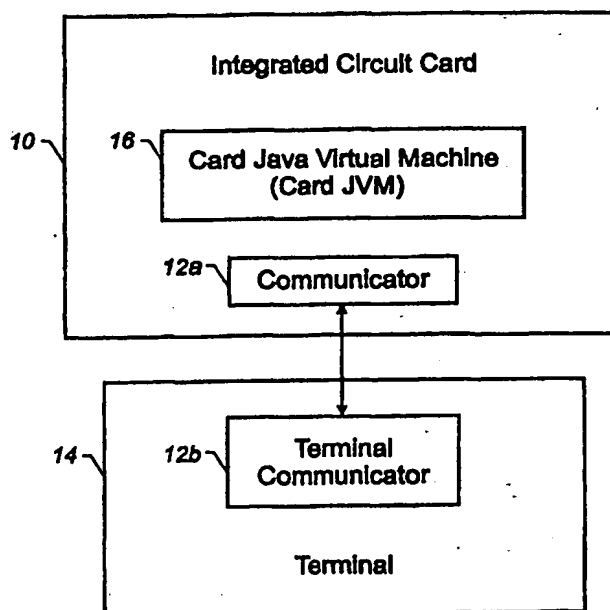 Integrated Circuit Card
10
16
Card Java Virtual Machine
(Card JVM)
12a
Communicator
14
12b
Terminal
Communicator
Terminal